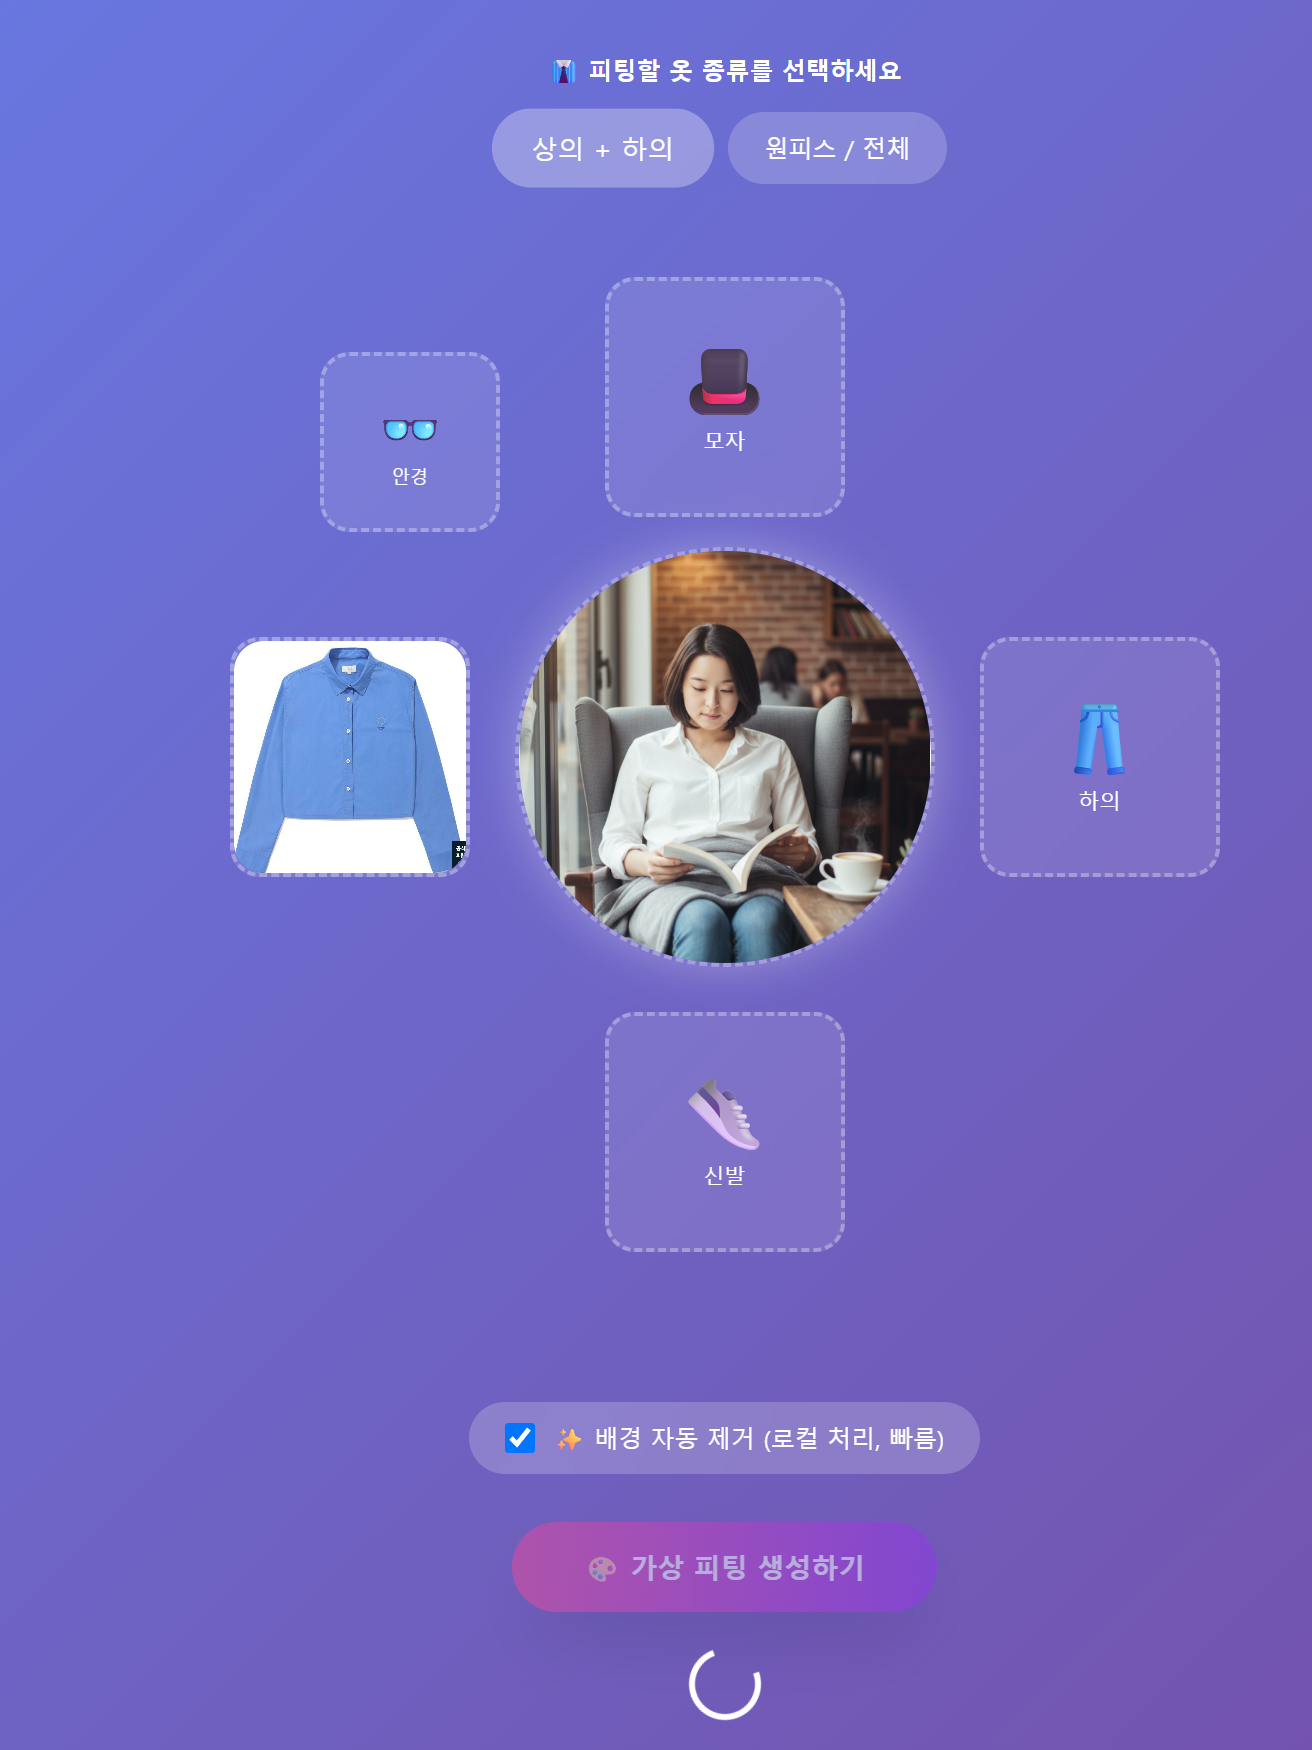 피팅할 옷 종류를 선택하세요
상의 + 하의
원피스 / 전체
모자
안경
하의
신발
배경 자동 제거 (로컬 처리, 빠름)
가상 피팅 생성하기